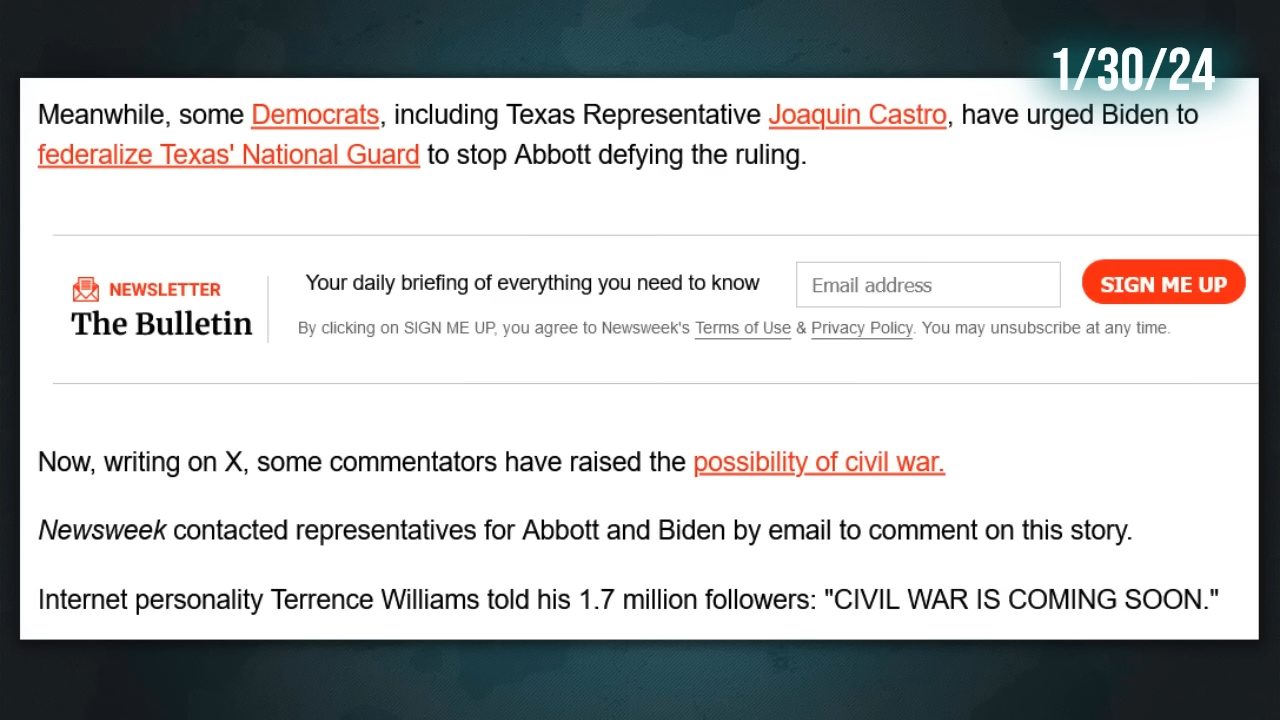 1/30/24
Meanwhile, some Democrats, including Texas Representative Joaquin Castro, have urged Biden to
federalize Texas' National Guard to stop Abbott defying the ruling.
NEWSLETTER
The Bulletin
Your daily briefing of everything you need to know
Email address
SIGN ME UP
By clicking on SIGN ME UP, you agree to Newsweek's Terms of Use & Privacy Policy. You may unsubscribe at any time.
Now, writing on X, some commentators have raised the possibility of civil war.
Newsweek contacted representatives for Abbott and Biden by email to comment on this story.
Internet personality Terrence Williams told his 1.7 million followers: "CIVIL WAR IS COMING SOON."